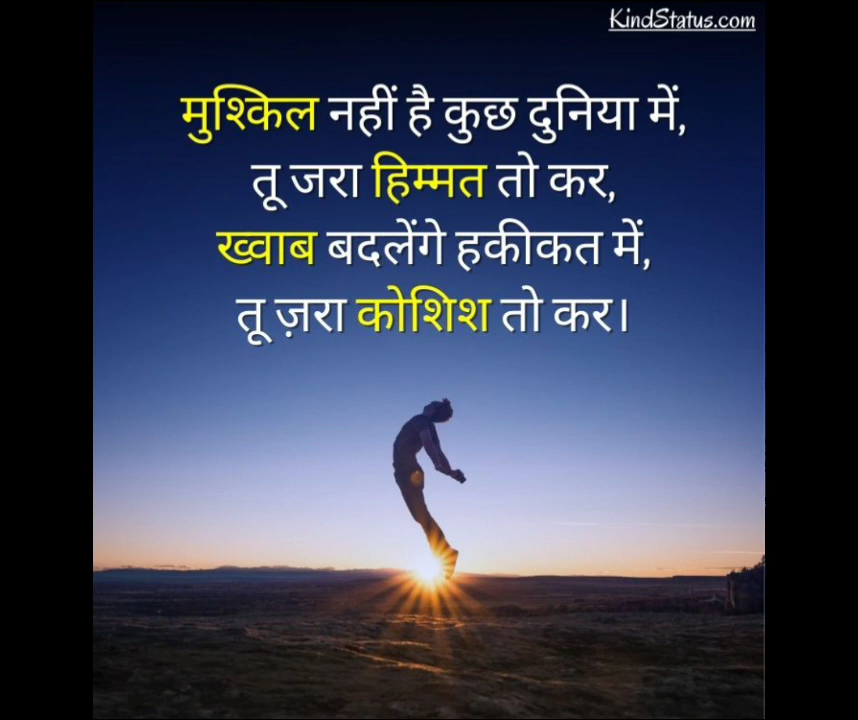 KindStatus.com
मुश्किल नहीं है कुछ दुनिया में,
तू जरा हिम्मत तो कर,
ख्वाब बदलेंगे हकीकत में,
तू ज़रा कोशिश तो कर।